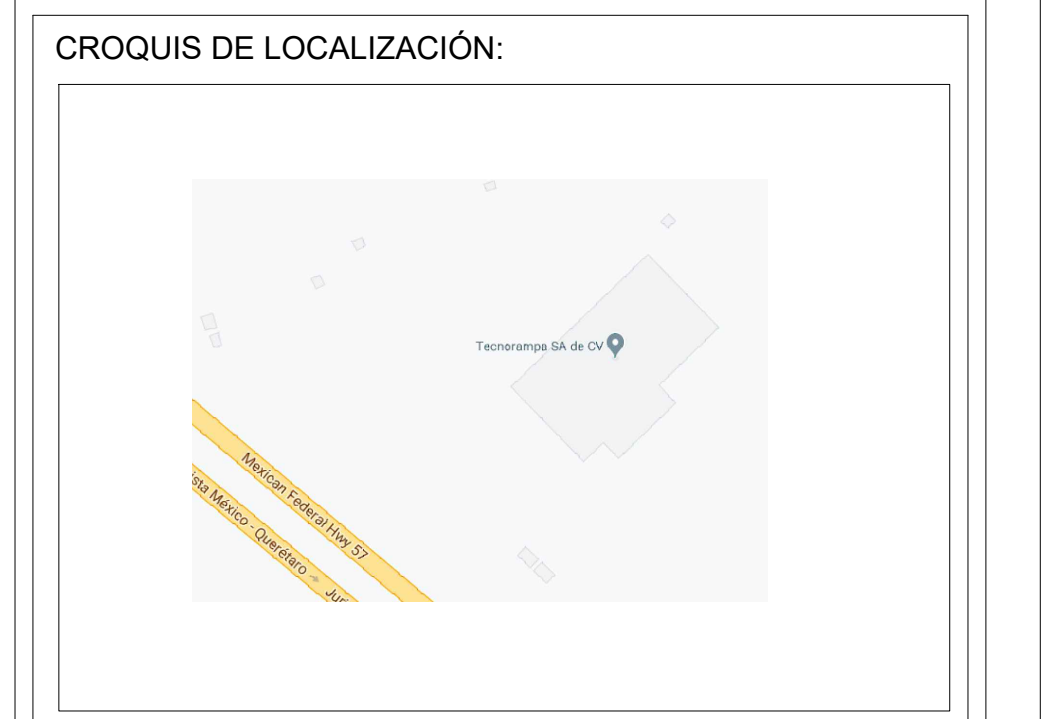 CROQUIS DE LOCALIZACIÓN:
Tecnorampa SA de CV
Mexican Federal Hwy 57
ista México - Querétaro